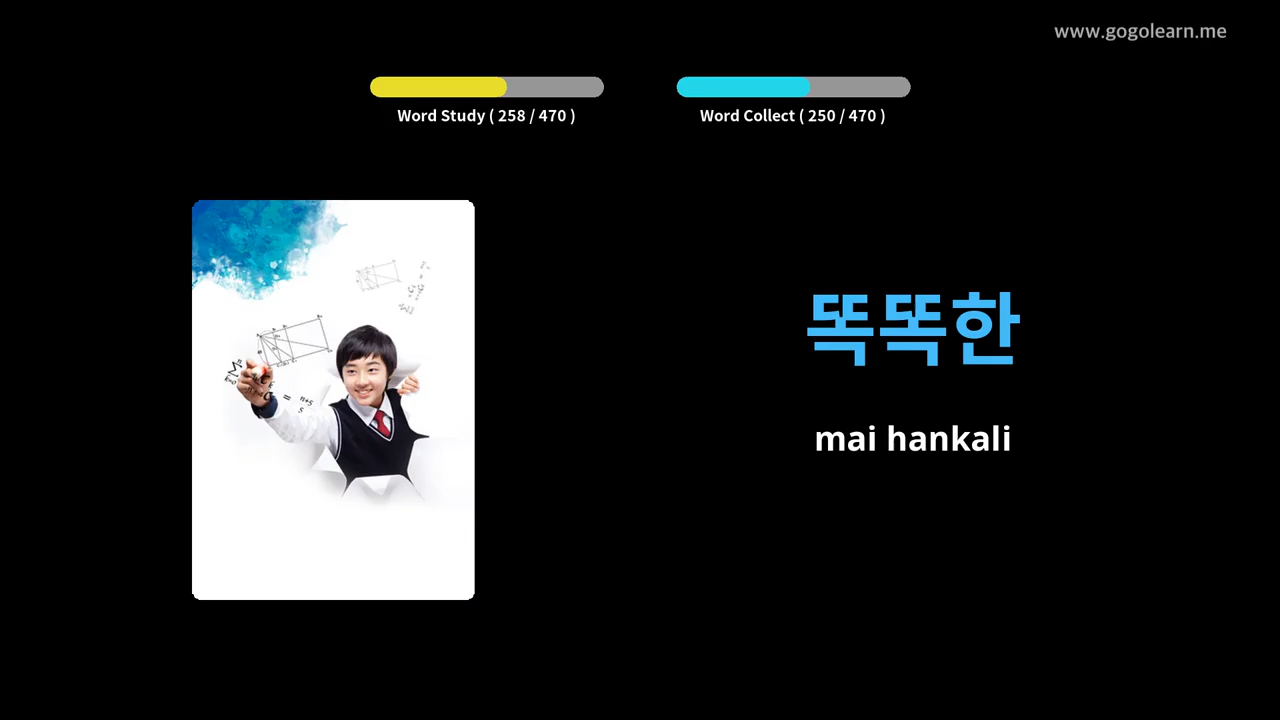 www.gogolearn.me
Word Study ( 258 / 470 )
Word Collect ( 250 / 470 )
똑똑한
mai hankali